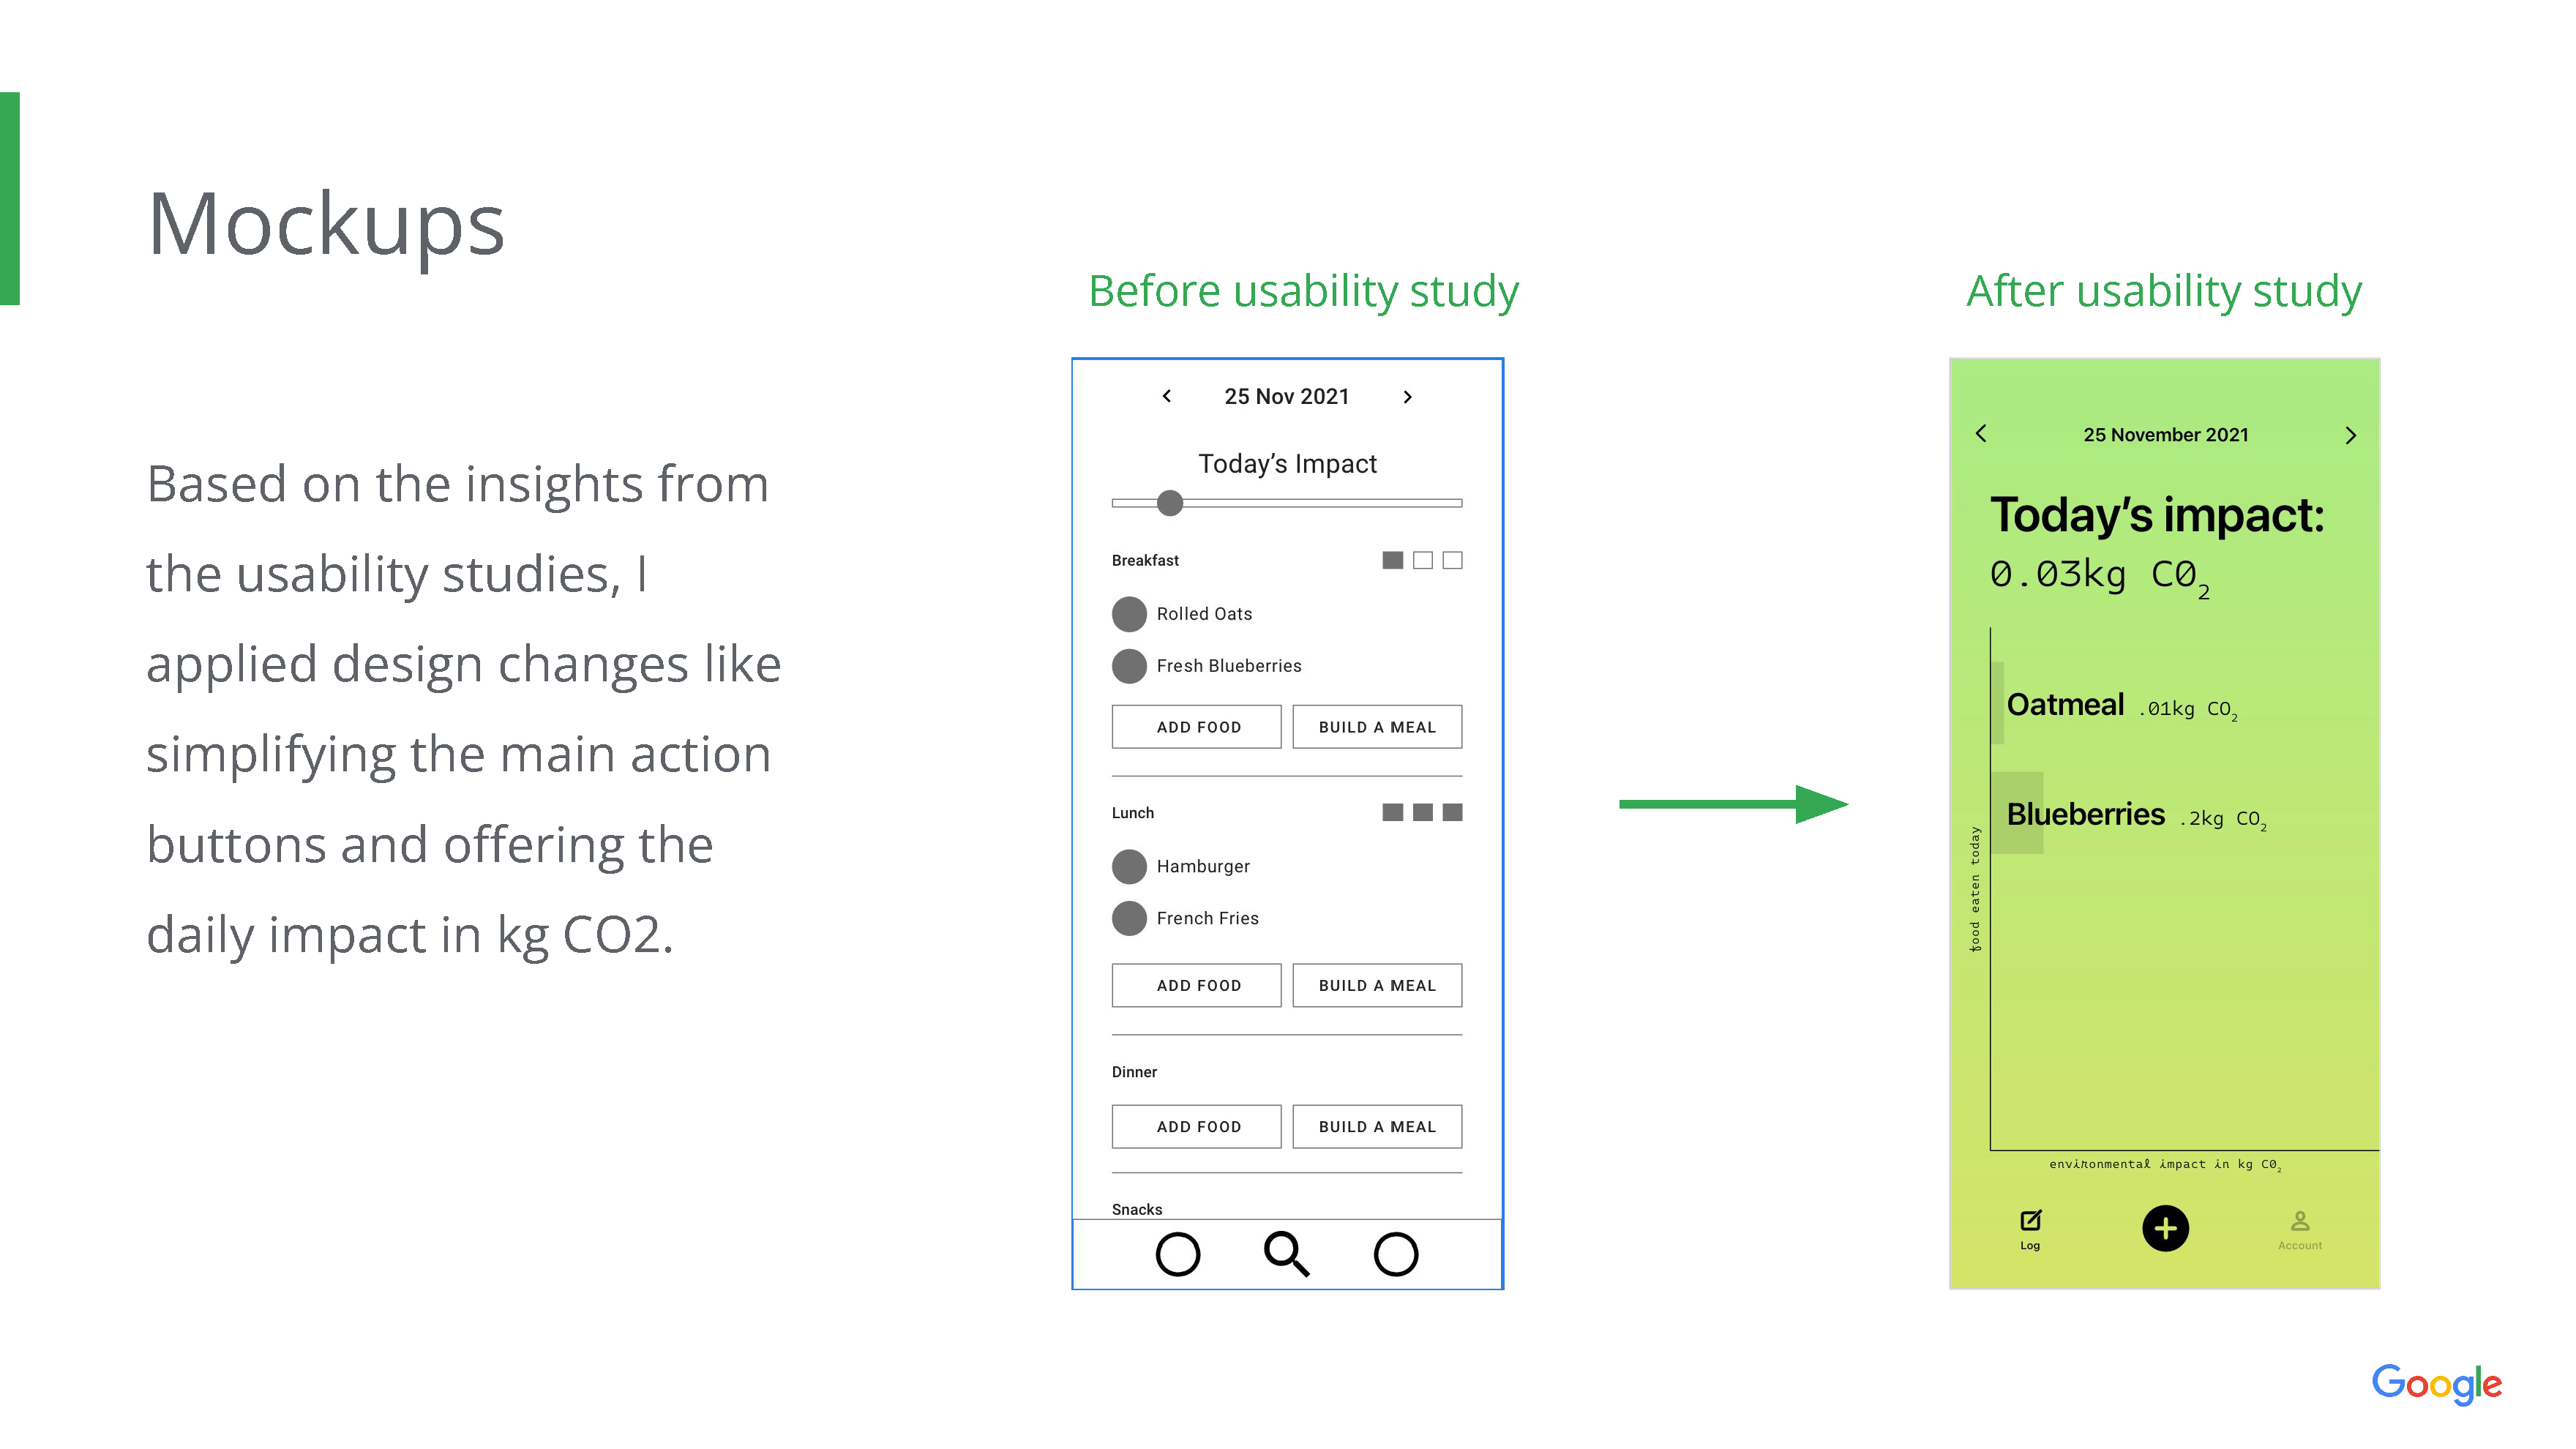 Mockups
Based on the insights from
the usability studies, I
applied design changes like
simplifying the main action
buttons and offering the
daily impact in kg CO2.
Before usability study
25 Nov 2021
Today's Impact
Breakfast
Rolled Oats
Fresh Blueberries
ADD FOOD BUILD A MEAL
Lunch
Hamburger
French Fries
ADD FOOD BUILD A MEAL
Dinner
ADD FOOD BUILD A MEAL
Snacks
After usability study
25 November 2021
Today's impact:
0.03kg C0₂
Oatmeal .01kg CO₂
Blueberries .2kg CO₂
food eaten today
environmental impact in kg C0₂
Log Account
Google